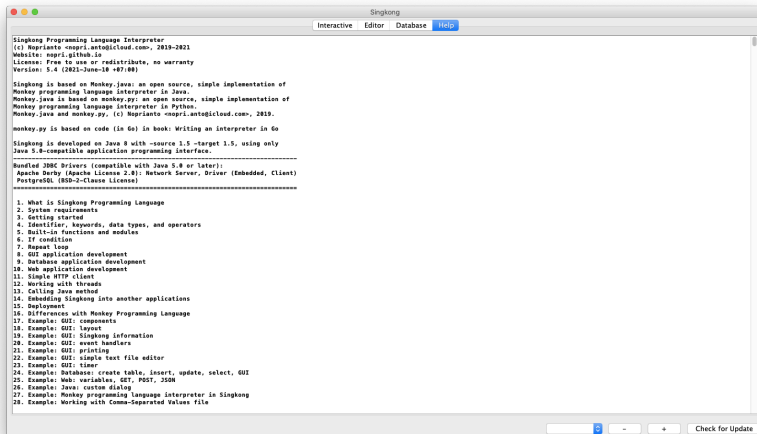 Singkong
Interactive Editor Database Help
Singkong Programming Language Interpreter
(c) Noprianto <nopri.anto@icloud.com>, 2019-2021
Website: nopri.github.io
License: Free to use or redistribute, no warranty
Version: 5.4 (2021-June-10 +07:00)
Singkong is based on Monkey.java: an open source, simple implementation of
Monkey programming language interpreter in Java.
Monkey.java is based on monkey.py: an open source, simple implementation of
Monkey programming language interpreter in Python.
Monkey.java and monkey.py, (c) Noprianto <nopri.anto@icloud.com>, 2019.
monkey.py is based on code (in Go) in book: Writing an interpreter in Go
Singkong is developed on Java 8 with -source 1.5 -target 1.5, using only
Java 5.0-compatible application programming interface.
Bundled JDBC Drivers (compatible with Java 5.0 or later):
Apache Derby (Apache License 2.0): Network Server, Driver (Embedded, Client)
PostgreSQL (BSD-2-Clause License)
1. What is Singkong Programming Language
2. System requirements
3. Getting started
4. Identifier, keywords, data types, and operators
5. Built-in functions and modules
6. If condition
7. Repeat loop
8. GUI application development
9. Database application development
10. Web application development
11. Simple HTTP client
12. Working with threads
13. Calling Java method
14. Embedding Singkong into another applications
15. Deployment
16. Differences with Monkey Programming Language
17. Example: GUI: components
18. Example: GUI: layout
19. Example: GUI: Singkong information
20. Example: GUI: event handlers
21. Example: GUI: printing
22. Example: GUI: simple text file editor
23. Example: GUI: timer
24. Example: Database: create table, insert, update, select, GUI
25. Example: Web: variables, GET, POST, JSON
26. Example: Java: custom dialog
27. Example: Monkey programming language interpreter in Singkong
28. Example: Working with Comma-Separated Values file
- + Check for Update